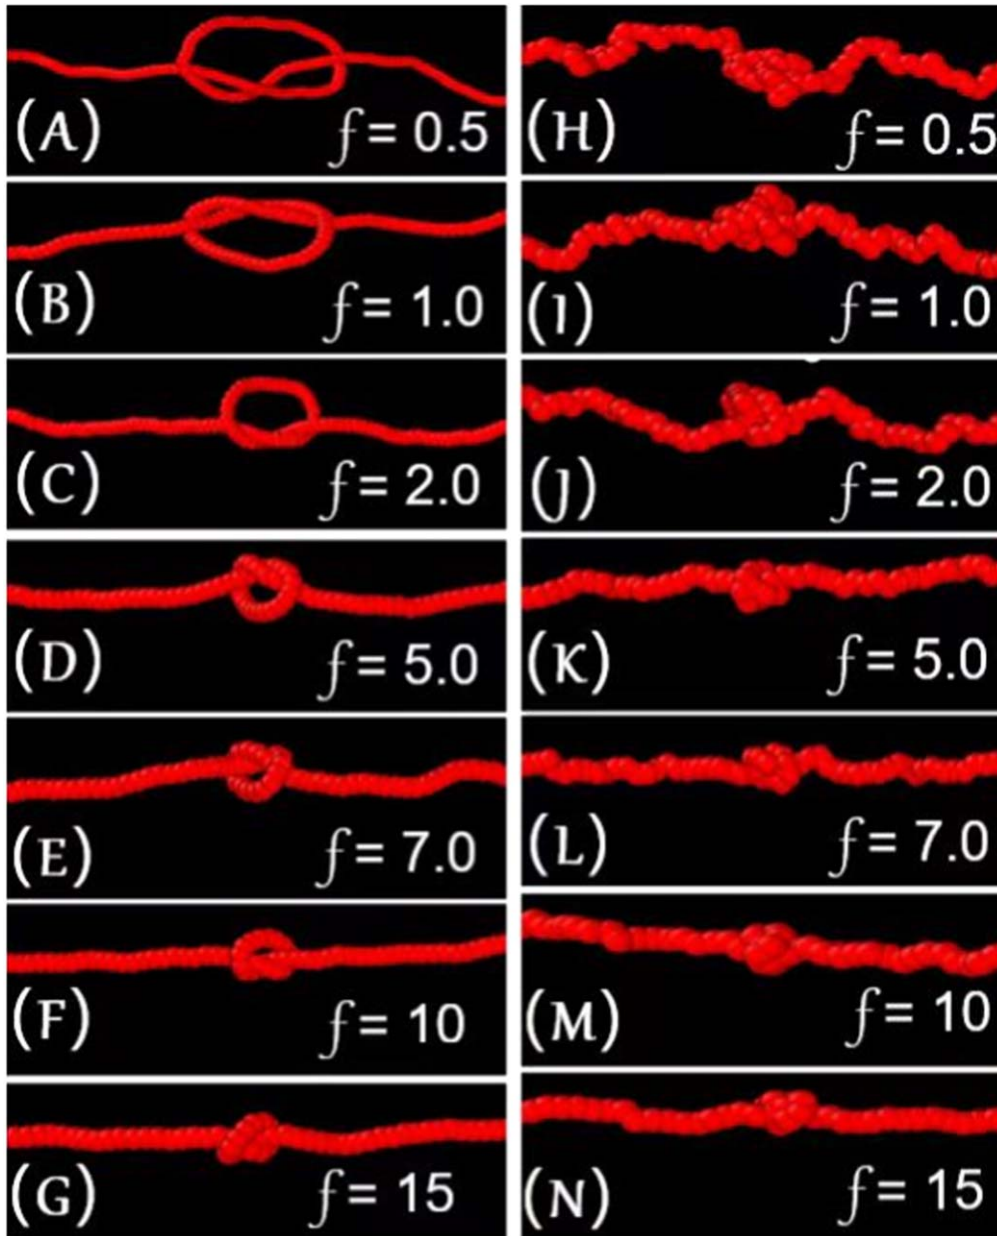 (A) f = 0.5
(H) f = 0.5
(B) f = 1.0
(I) f = 1.0
(C) f = 2.0
(J) f = 2.0
(D) f = 5.0
(K) f = 5.0
(E) f = 7.0
(L) f = 7.0
(F) f = 10
(M) f = 10
(G) f = 15
(N) f = 15